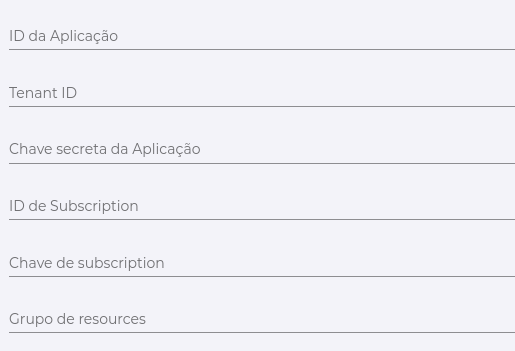 ID da Aplicação
Tenant ID
Chave secreta da Aplicação
ID de Subscription
Chave de subscription
Grupo de resources